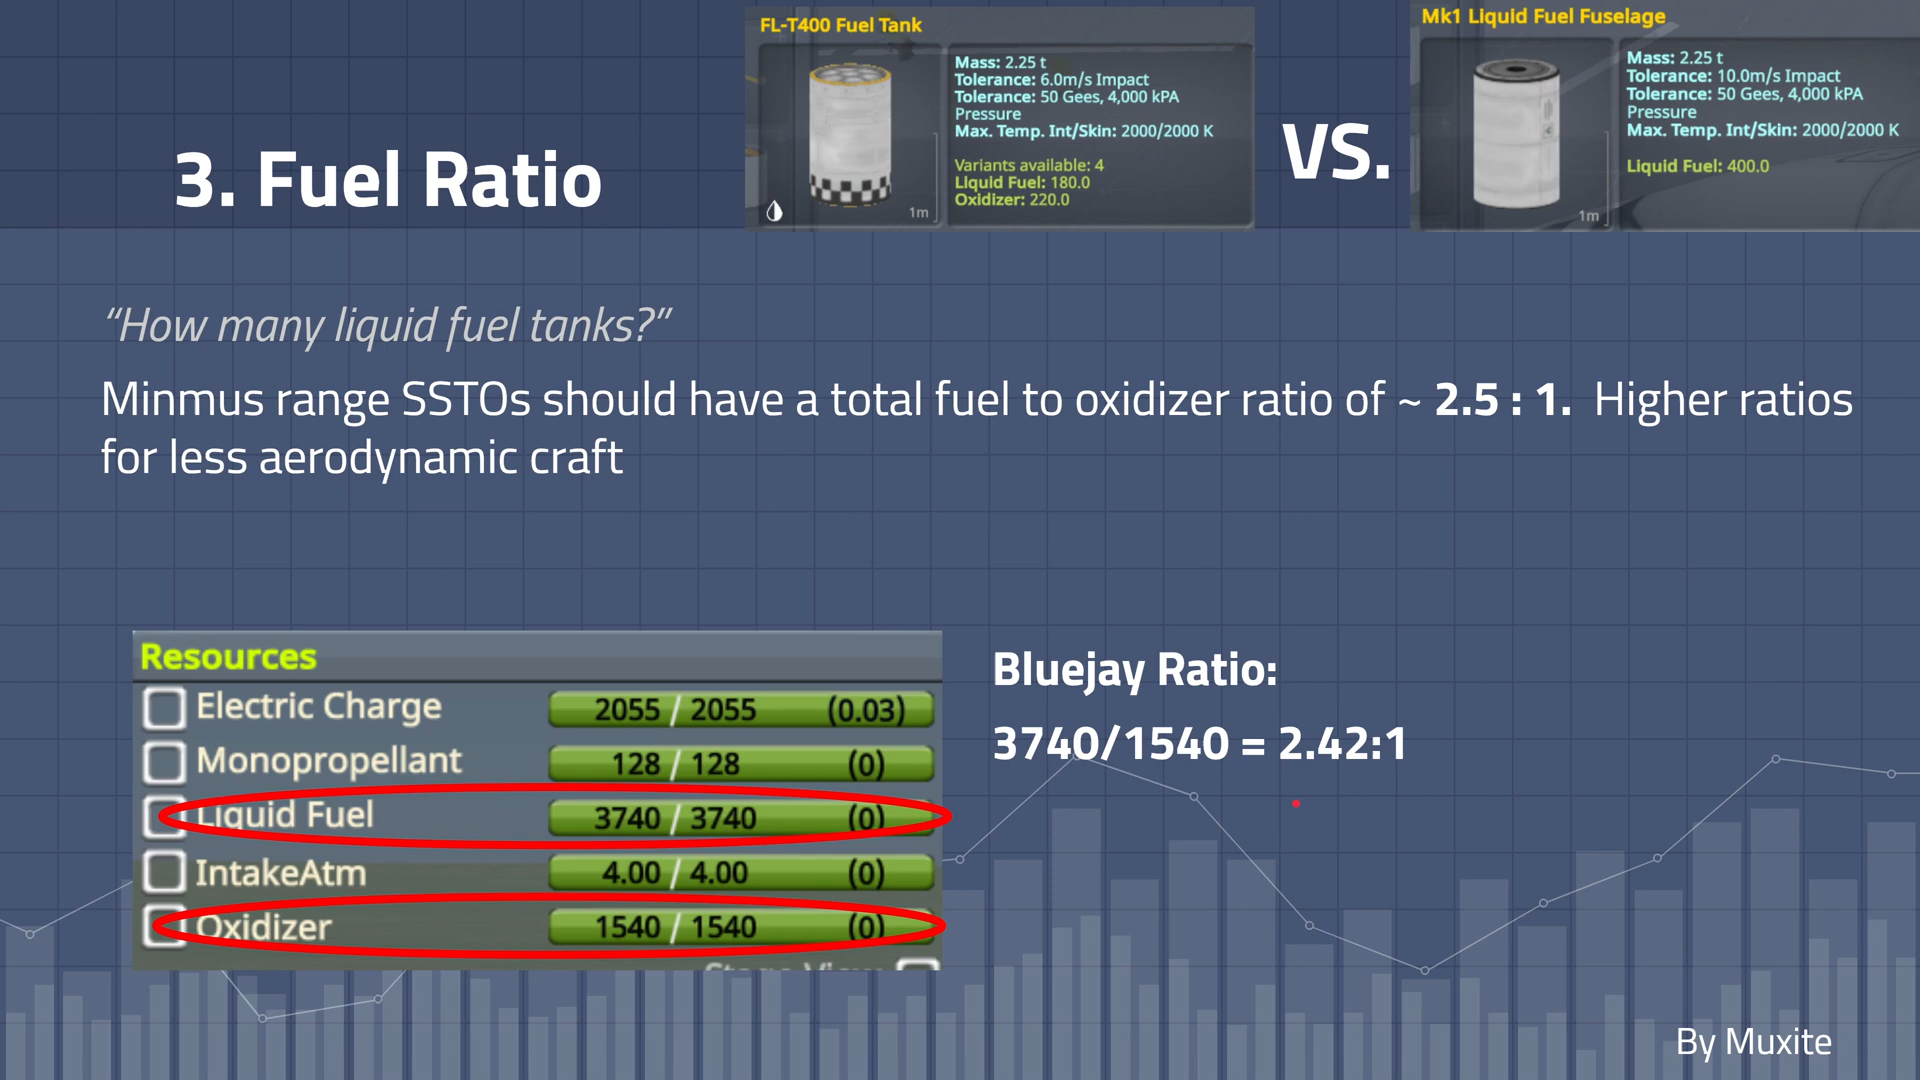 FL-T400 Fuel Tank
Mass: 2.25 t
Tolerance: 6.0m/s Impact
Tolerance: 50 Gees, 4,000 kPA
Pressure
Max. Temp. Int/Skin: 2000/2000 K
Variants available: 4
Liquid Fuel: 180.0
Oxidizer: 220.0
1m
VS.
Mk1 Liquid Fuel Fuselage
Mass: 2.25 t
Tolerance: 10.0m/s Impact
Tolerance: 50 Gees, 4,000 kPA
Pressure
Max. Temp. Int/Skin: 2000/2000 K
Liquid Fuel: 400.0
1m
3. Fuel Ratio
“How many liquid fuel tanks?”
Minmus range SSTOs should have a total fuel to oxidizer ratio of ~ 2.5 : 1. Higher ratios
for less aerodynamic craft
Resources
Electric Charge 2055 / 2055 (0.03)
Monopropellant 128 / 128 (0)
Liquid Fuel 3740 / 3740 (0)
IntakeAtm 4.00 / 4.00 (0)
Oxidizer 1540 / 1540 (0)
Bluejay Ratio:
3740/1540 = 2.42:1
By Muxite